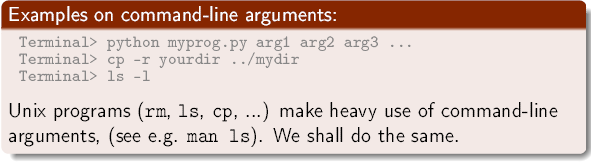 Examples on command-line arguments:
Terminal> python myprog.py arg1 arg2 arg3 ...
Terminal> cp -r yourdir ../mydir
Terminal> ls -l
Unix programs (rm, ls, cp, ...) make heavy use of command-line
arguments, (see e.g. man ls). We shall do the same.